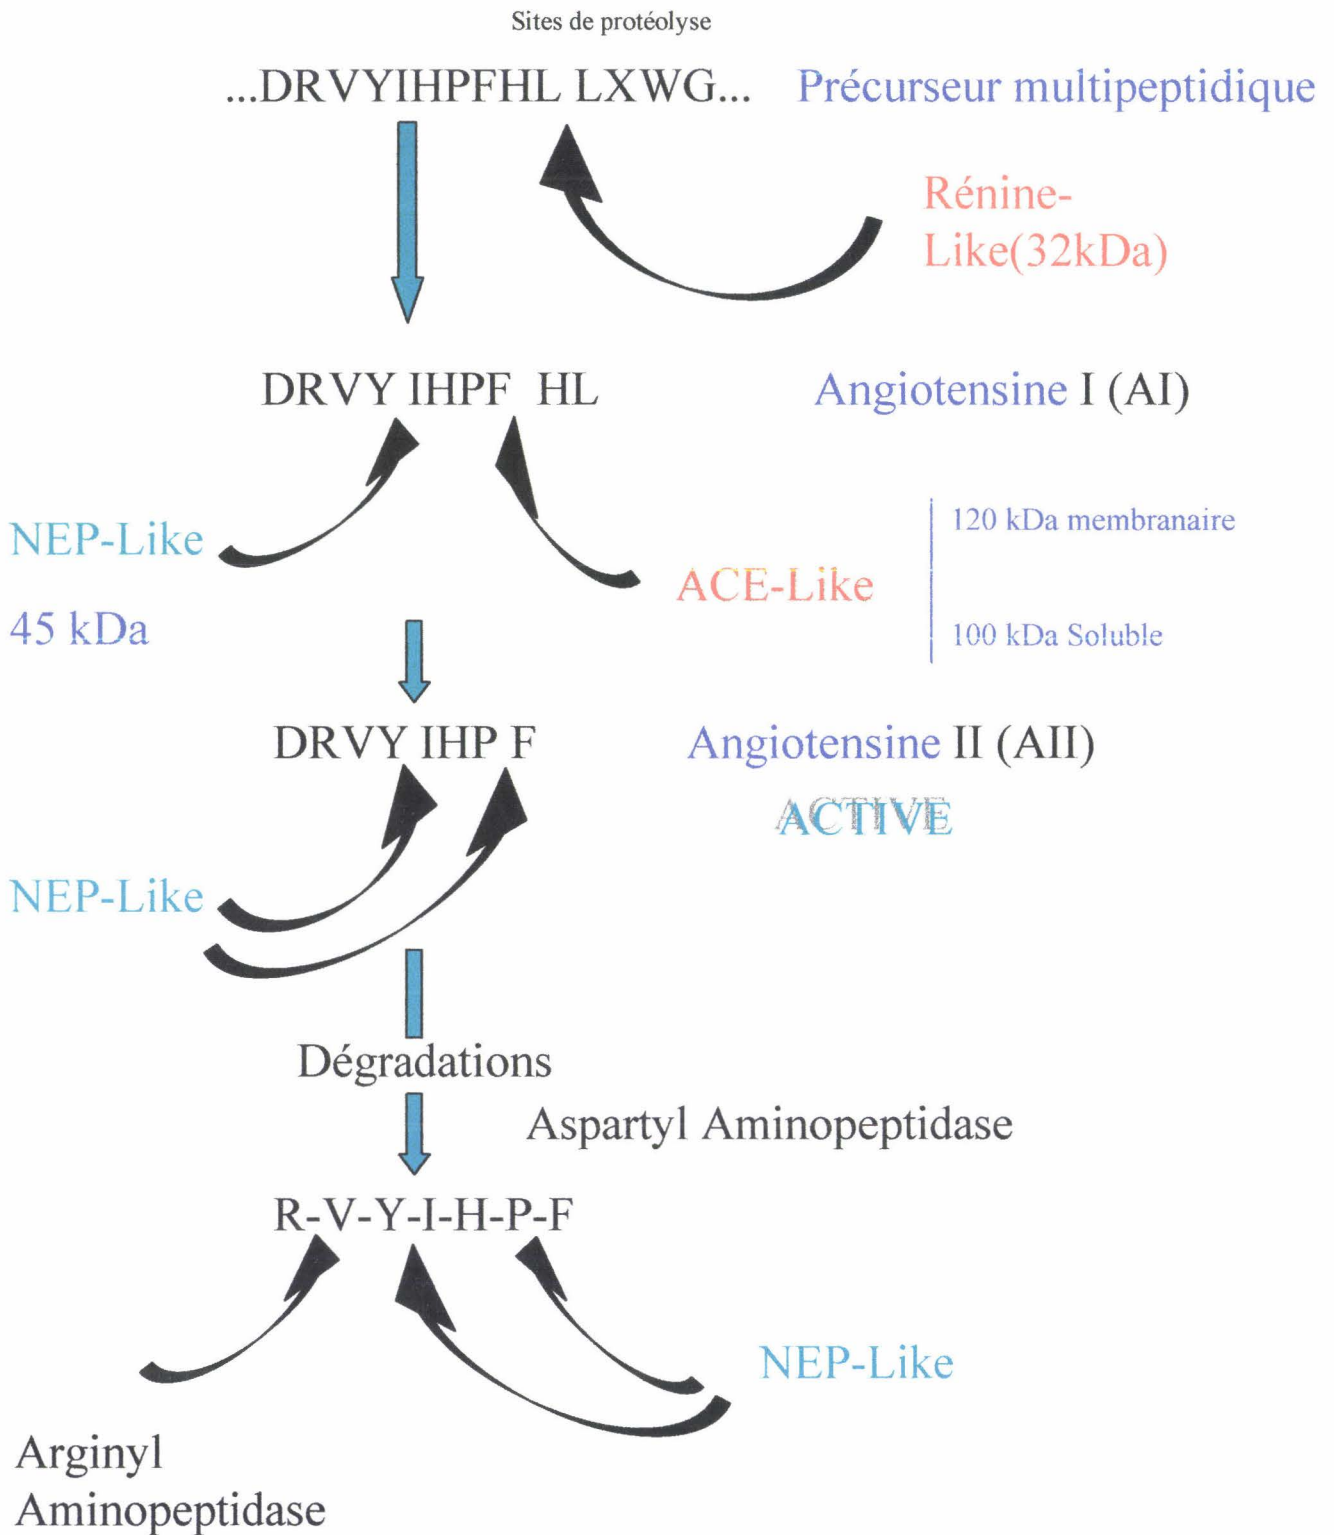 Sites de protéolyse
...DRVYIHPFHL LXWG... Précurseur multipeptidique
Rénine-
Like(32kDa)
DRVY IHPF HL Angiotensine I (AI)
120 kDa membranaire
NEP-Like
ACE-Like
45 kDa
100 kDa Soluble
DRVY IHP F Angiotensine II (AII)
ACTIVE
NEP-Like
Dégradations
Aspartyl Aminopeptidase
R-V-Y-I-H-P-F
NEP-Like
Arginyl
Aminopeptidase